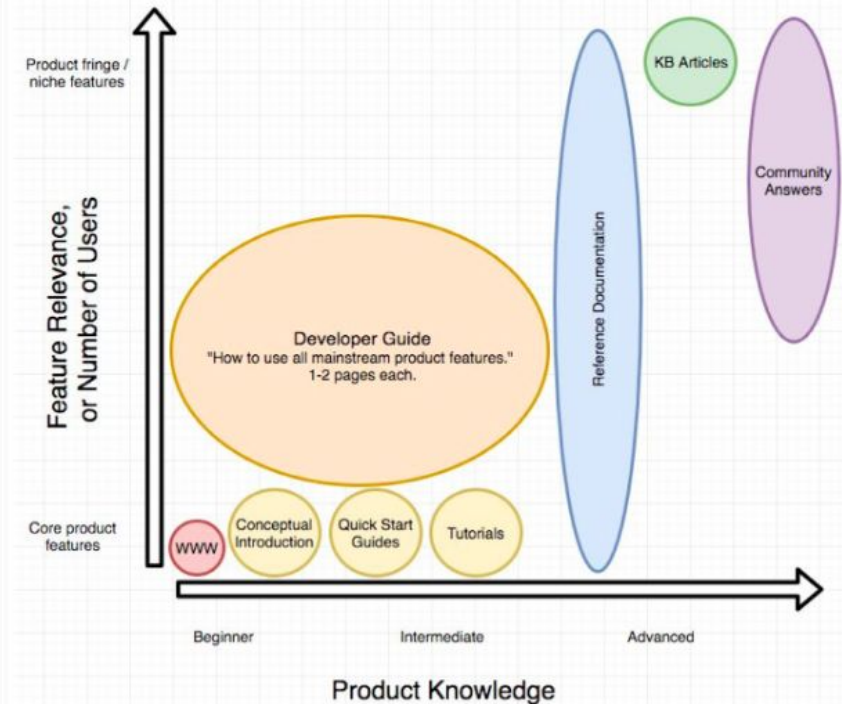 Product fringe /
niche features
KB Articles
Community
Answers
Feature Relevance,
or Number of Users
Reference Documentation
Developer Guide
"How to use all mainstream product features."
1-2 pages each.
Core product
features
WWW
Conceptual
Introduction
Quick Start
Guides
Tutorials
Beginner
Intermediate
Advanced
Product Knowledge